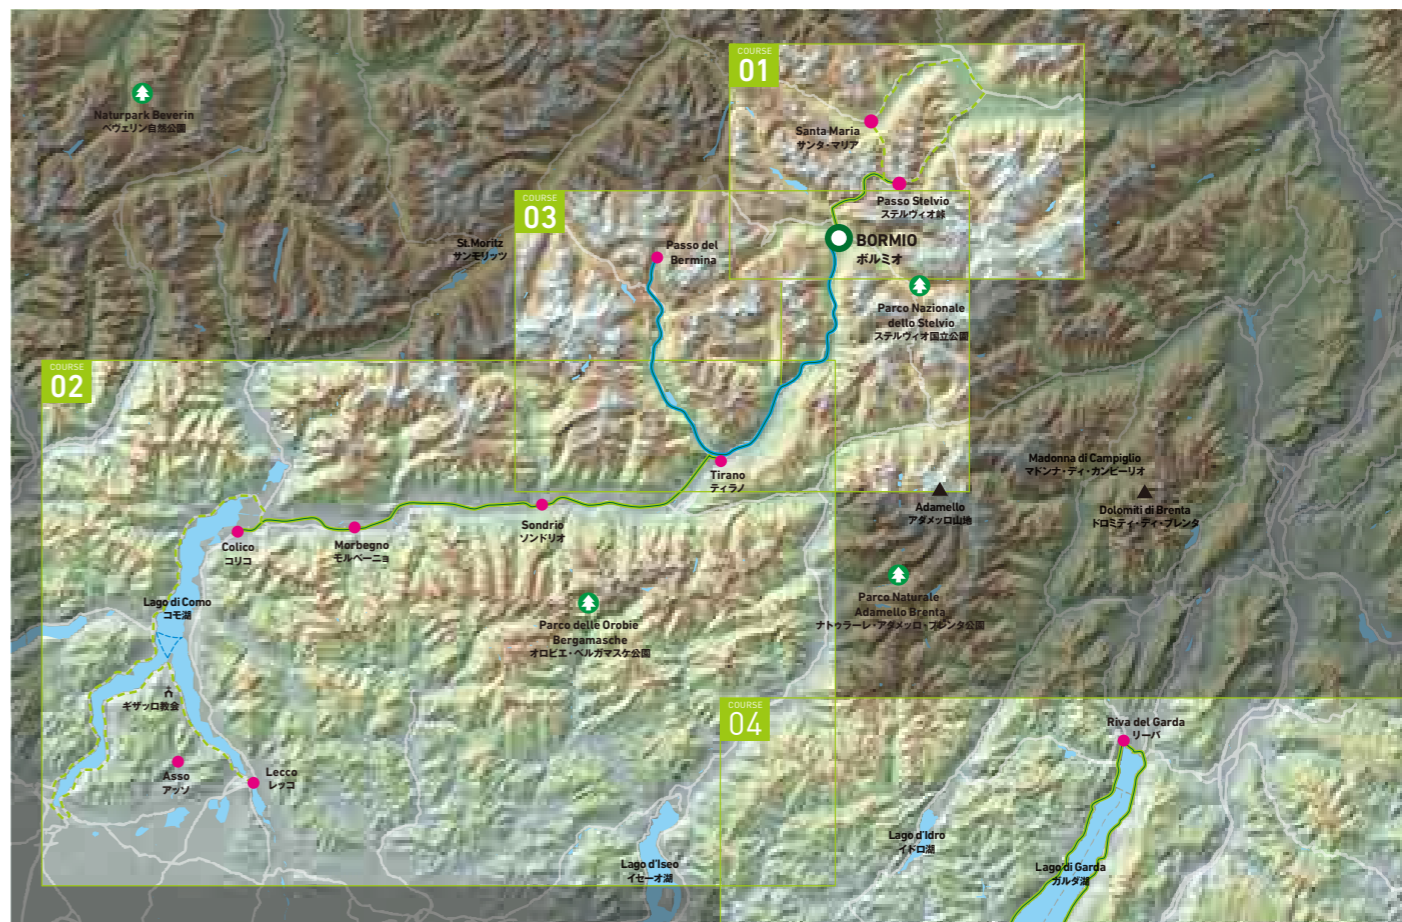 COURSE
01
Naturpark Beverin
ベヴェリン自然公園
Santa Maria
サンタ・マリア
Passo Stelvio
ステルヴィオ峠
COURSE
03
St.Moritz
サンモリッツ
Passo del
Bermina
BORMIO
ボルミオ
Parco Nazionale
dello Stelvio
ステルヴィオ国立公園
COURSE
02
Tirano
ティラノ
Madonna di Campiglio
マドンナ・ディ・カンピーリオ
Adamello
アダメッロ山地
Dolomiti di Brenta
ドロミティ・ディ・ブレンタ
Colico
コリコ
Morbegno
モルベーニョ
Sondrio
ソンドリオ
Lago di Como
コモ湖
Parco delle Orobie
Bergamasche
オロビエ・ベルガマスケ公園
Parco Naturale
Adamello Brenta
ナトゥラーレ・アダメッロ・ブレンタ公園
ギザッロ教会
COURSE
04
Riva del Garda
リーバ
Asso
アッソ
Lecco
レッコ
Lago d'Idro
イドロ湖
Lago d'Iseo
イセーオ湖
Lago di Garda
ガルダ湖